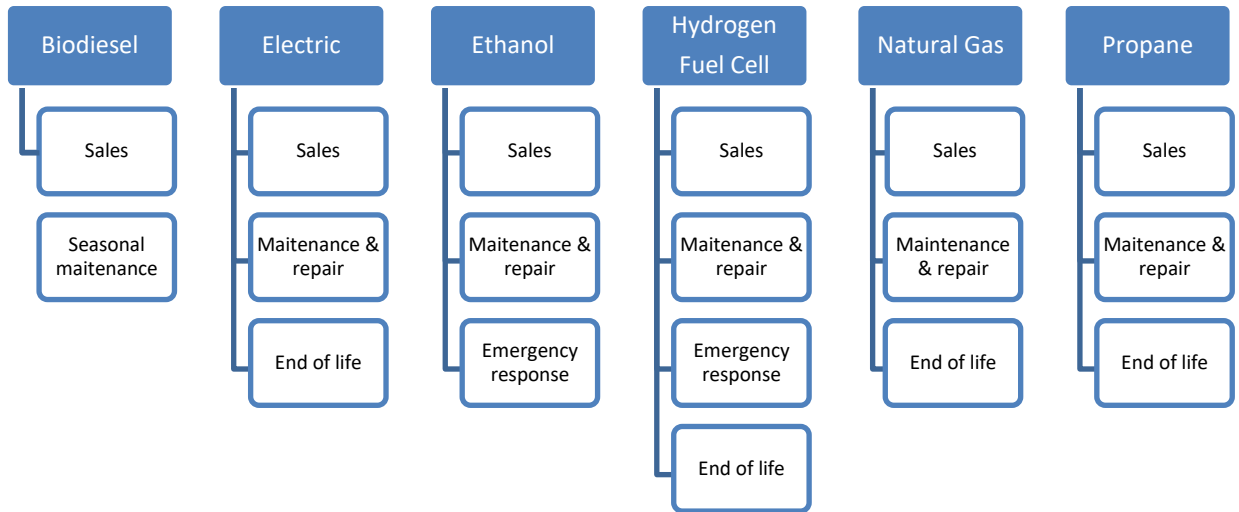 Biodiesel
Sales
Seasonal
maitenance
Electric
Sales
Maitenance &
repair
End of life
Ethanol
Sales
Maitenance &
repair
Emergency
response
Hydrogen
Fuel Cell
Sales
Maitenance &
repair
Emergency
response
End of life
Natural Gas
Sales
Maintenance
& repair
End of life
Propane
Sales
Maitenance &
repair
End of life